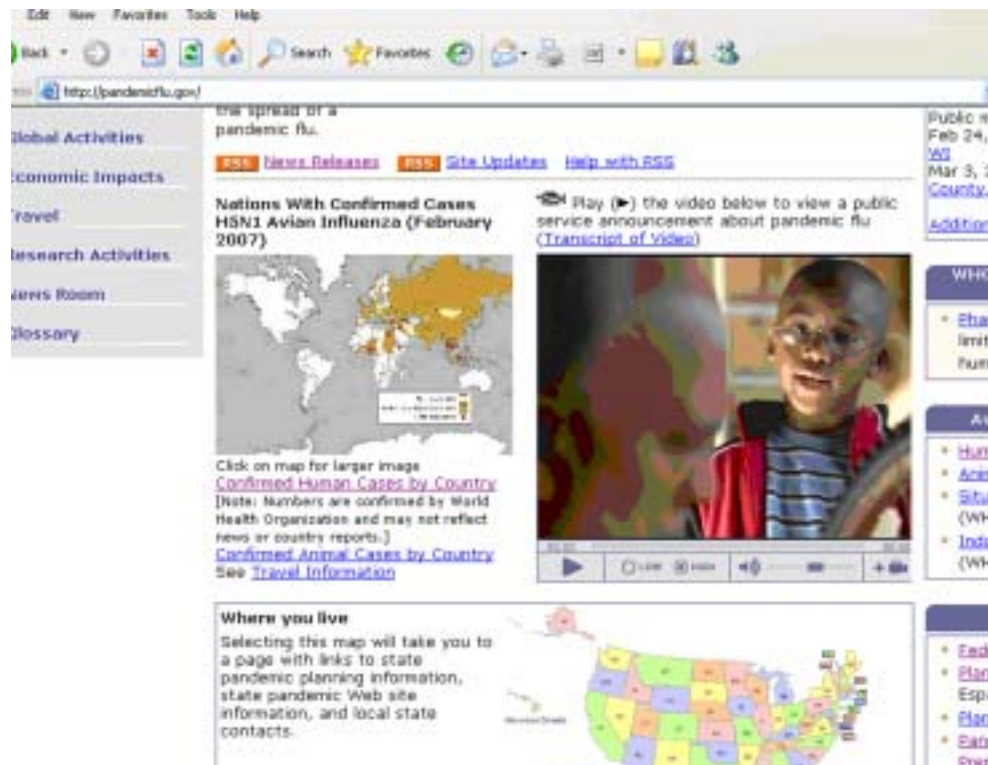 Edit View Favorites Tools Help
Back Search Favorites
http://pandemicflu.gov/
Global Activities
Economic Impacts
Travel
Research Activities
News Room
Glossary
the spread of a
pandemic flu.
RSS News Releases RSS Site Updates Help with RSS
Nations With Confirmed Cases
H5N1 Avian Influenza (February
2007)
Click on map for larger image
Confirmed Human Cases by Country
[Note: Numbers are confirmed by World
Health Organization and may not reflect
news or country reports.]
Confirmed Animal Cases by Country
See Travel Information
Play (▶) the video below to view a public
service announcement about pandemic flu
(Transcript of Video)
LOW HIGH
Where you live
Selecting this map will take you to
a page with links to state
pandemic planning information,
state pandemic Web site
information, and local state
contacts.
Public
Feb 24,
WI
Mar 3,
County,
WHO